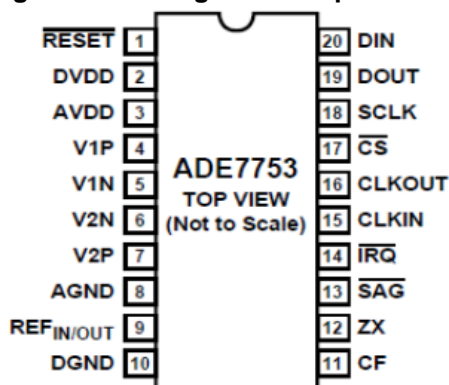 RESET 1
DVDD 2
AVDD 3
V1P 4
V1N 5
V2N 6
V2P 7
AGND 8
REFIN/OUT 9
DGND 10
ADE7753
TOP VIEW
(Not to Scale)
20 DIN
19 DOUT
18 SCLK
17 CS
16 CLKOUT
15 CLKIN
14 IRQ
13 SAG
12 ZX
11 CF